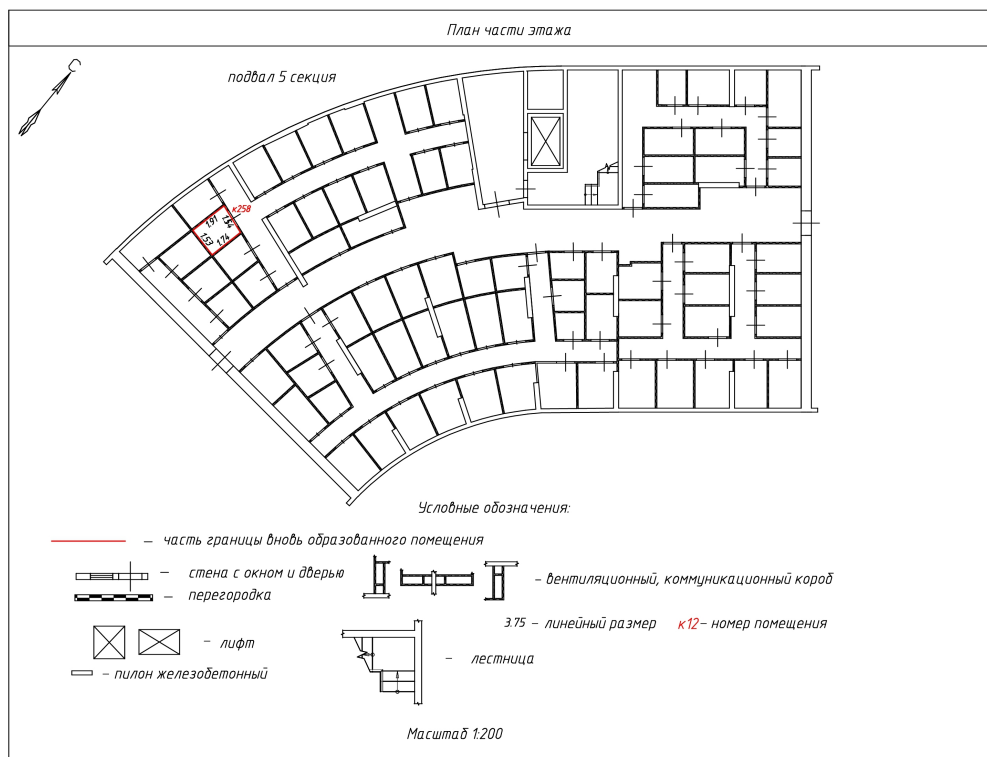 План части этажа
С
подвал 5 секция
к258
1.91
1.54
1.53
1.74
Условные обозначения:
— часть границы вновь образованного помещения
— стена с окном и дверью
— перегородка
— вентиляционный, коммуникационный короб
3.75 — линейный размер к12— номер помещения
— лифт
— лестница
— пилон железобетонный
Масштаб 1:200